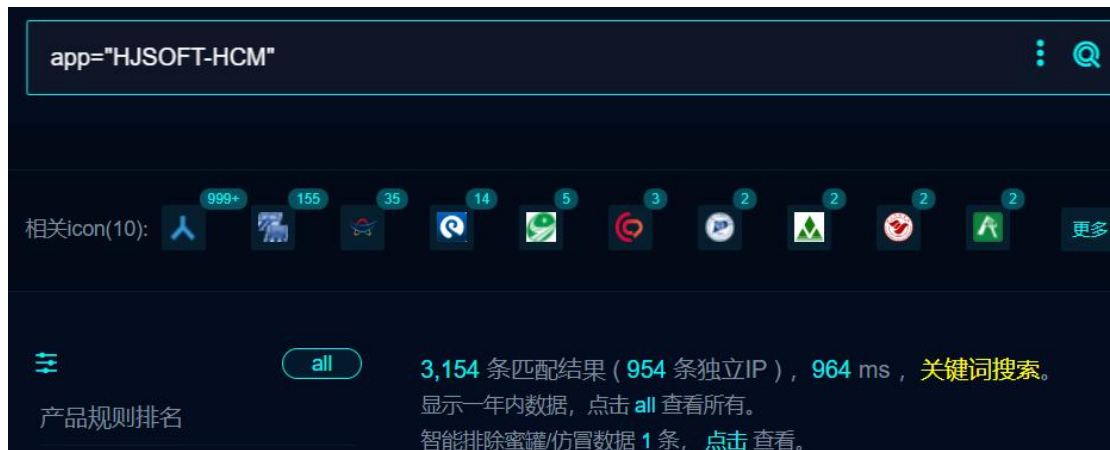 app="HJSOFT-HCM"
999+ 155 35 14 5 3 2 2 2 2
相关icon(10): 更多
all
3,154 条匹配结果 ( 954 条独立IP ) ，964 ms ，关键词搜索。
显示一年内数据，点击 all 查看所有。
产品规则排名
智能排除蜜罐/仿冒数据 1 条， 点击 查看。